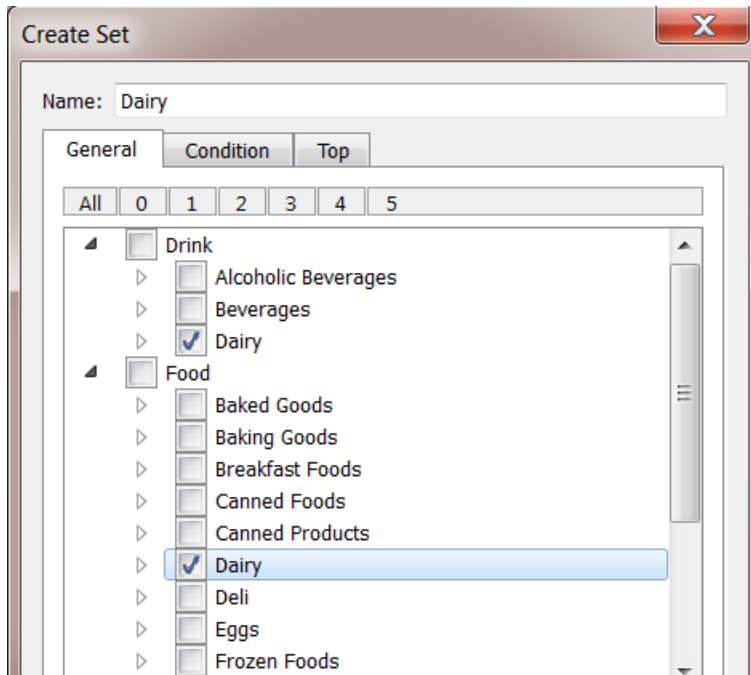 Create Set
Name: Dairy
General Condition Top
All 0 1 2 3 4 5
Drink
Alcoholic Beverages
Beverages
Dairy
Food
Baked Goods
Baking Goods
Breakfast Foods
Canned Foods
Canned Products
Dairy
Deli
Eggs
Frozen Foods